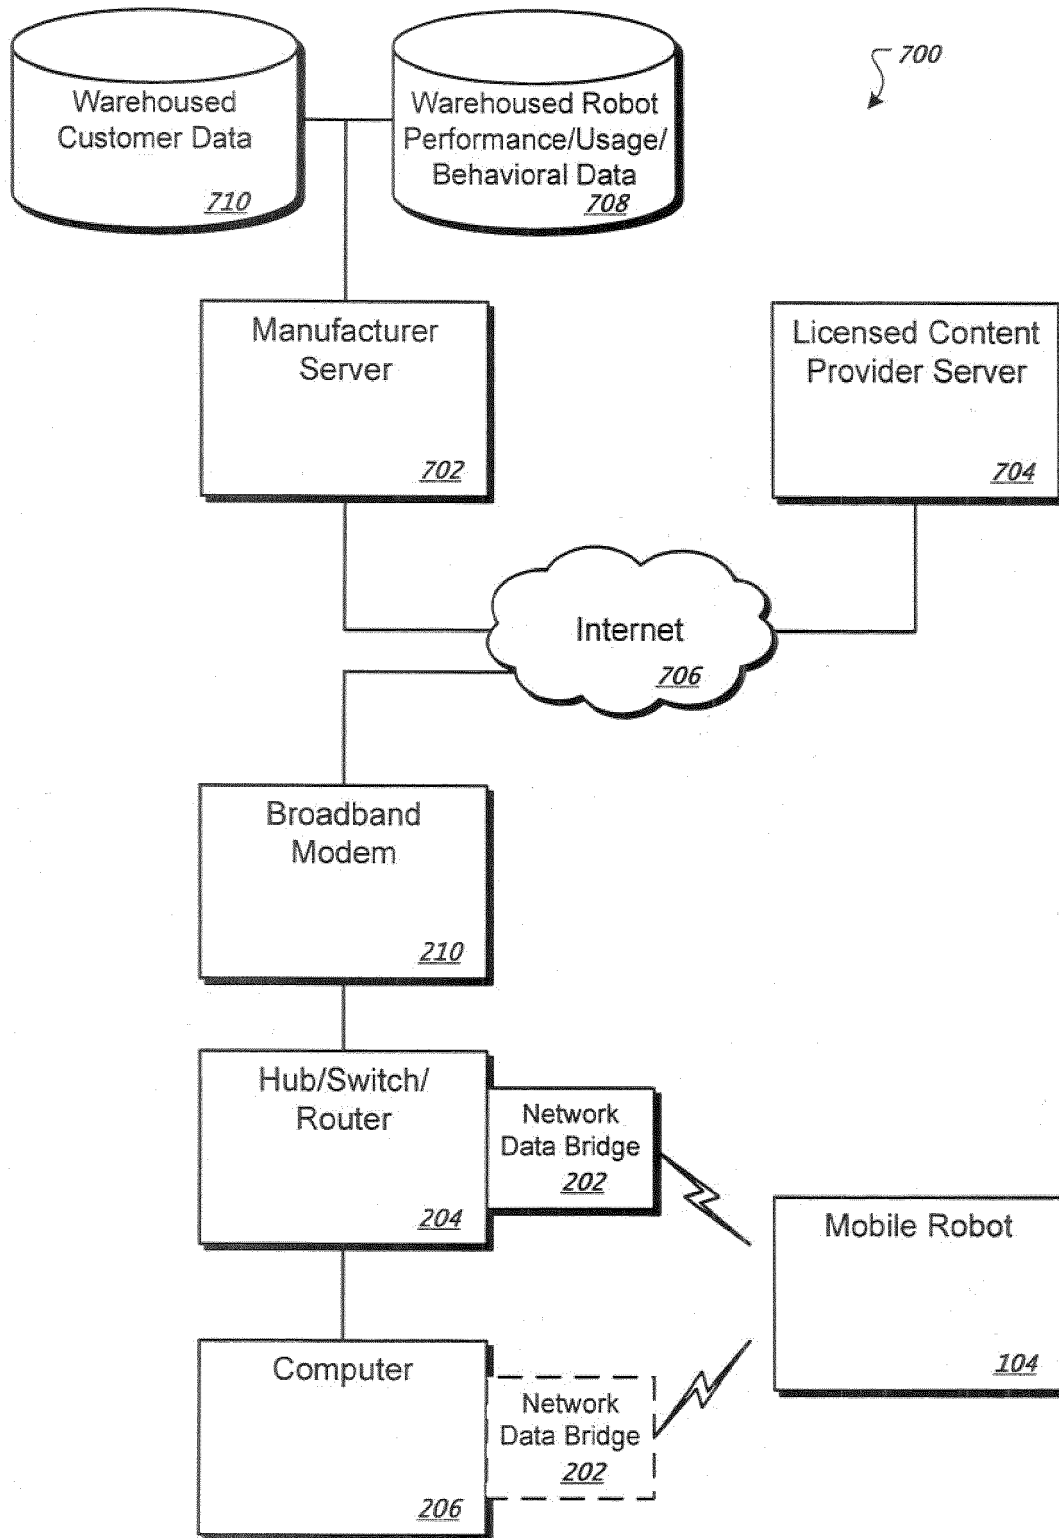 700
Warehoused
Customer Data
710
Warehoused Robot
Performance/Usage/
Behavioral Data
708
Manufacturer
Server
702
Licensed Content
Provider Server
704
Internet
706
Broadband
Modem
210
Hub/Switch/
Router
204
Network
Data Bridge
202
Mobile Robot
104
Computer
206
Network
Data Bridge
202